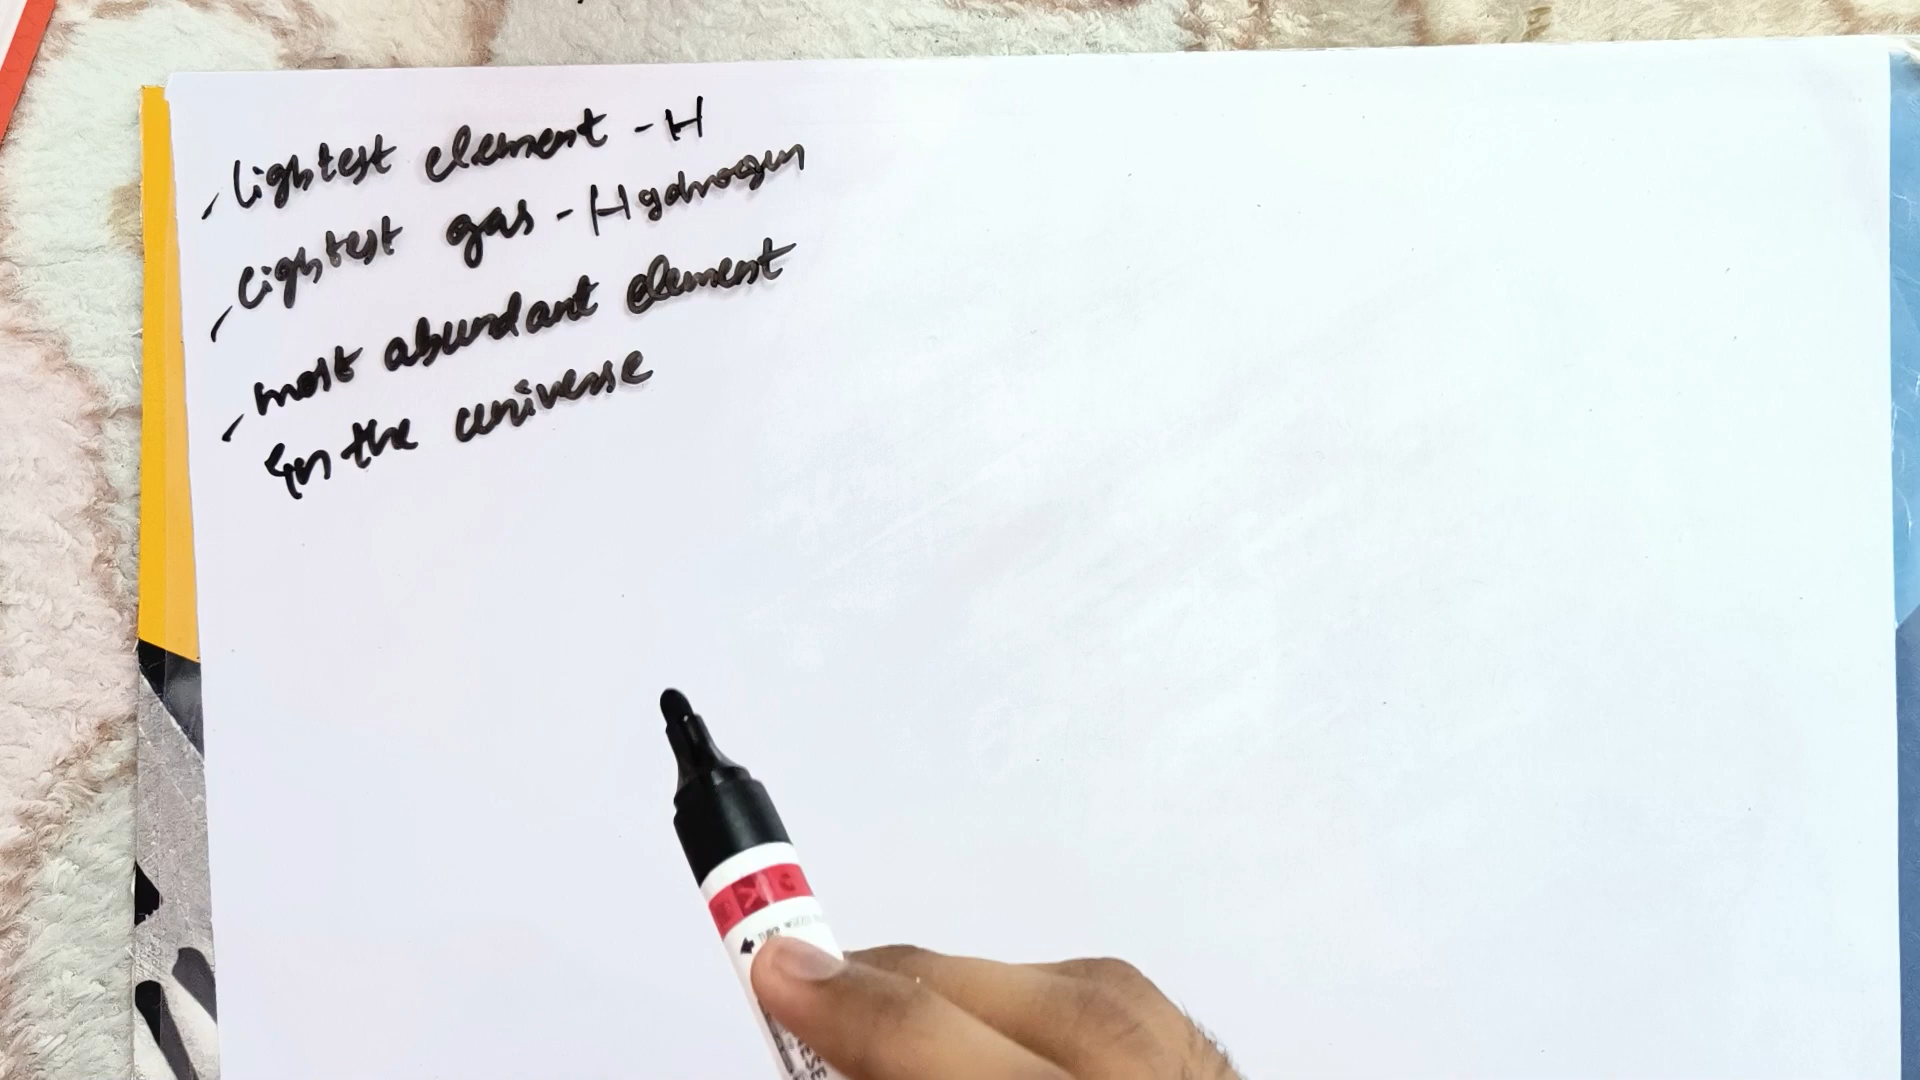 lightest element - H
lightest gas - Hydrogen
most abundant element
in the universe